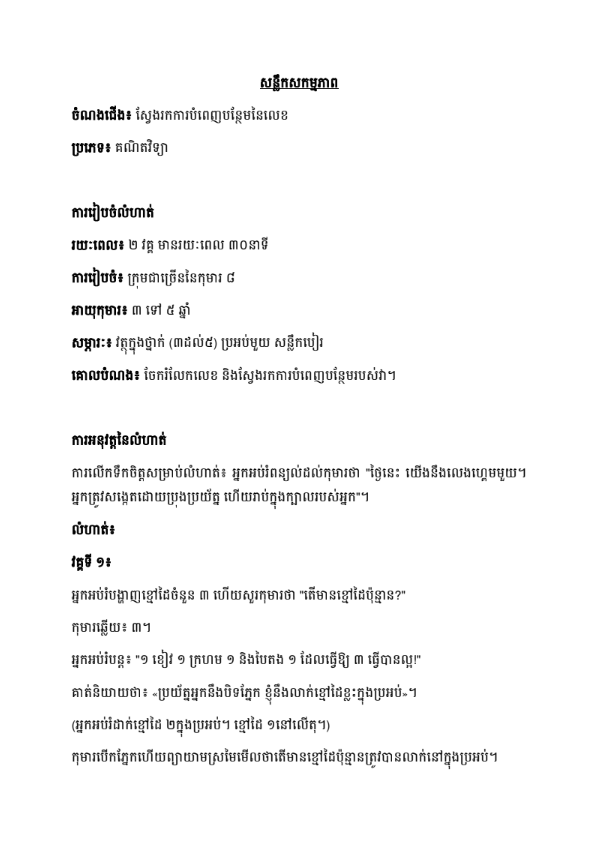 សន្លឹកសកម្មភាព
ចំណងជើង៖ ស្វែងរកការបំពេញបន្ថែមនៃលេខ
ប្រភេទ៖ គណិតវិទ្យា
ការរៀបចំលំហាត់
រយៈពេល៖ ២ វគ្គ មានរយៈពេល ៣០នាទី
ការរៀបចំ៖ ក្រុមជាច្រើននៃកុមារ ៨
អាយុកុមារ៖ ៣ ទៅ ៥ ឆ្នាំ
សម្ភារៈ៖ វត្ថុក្នុងថ្នាក់ (៣ដល់៥) ប្រអប់មួយ សន្លឹកបៀរ
គោលបំណង៖ ចែករំលែកលេខ និងស្វែងរកការបំពេញបន្ថែមរបស់វា។
ការអនុវត្តនៃលំហាត់
ការលើកទឹកចិត្តសម្រាប់លំហាត់៖ អ្នកអប់រំពន្យល់ដល់កុមារថា "ថ្ងៃនេះ យើងនឹងលេងហ្គេមមួយ។
អ្នកត្រូវសង្កេតដោយប្រុងប្រយ័ត្ន ហើយរាប់ក្នុងក្បាលរបស់អ្នក"។
លំហាត់៖
វគ្គទី ១៖
អ្នកអប់រំបង្ហាញខ្មៅដៃចំនួន ៣ ហើយសួរកុមារថា "តើមានខ្មៅដៃប៉ុន្មាន?"
កុមារឆ្លើយ៖ ៣។
អ្នកអប់រំបន្ត៖ "១ ខៀវ ១ ក្រហម ១ និងបៃតង ១ ដែលធ្វើឱ្យ ៣ ធ្វើបានល្អ!"
គាត់និយាយថា៖ «ប្រយ័ត្នអ្នកនឹងបិទភ្នែក ខ្ញុំនឹងលាក់ខ្មៅដៃខ្លះក្នុងប្រអប់»។
(អ្នកអប់រំដាក់ខ្មៅដៃ ២ក្នុងប្រអប់។ ខ្មៅដៃ ១នៅលើតុ។)
កុមារបើកភ្នែកហើយព្យាយាមស្រមៃមើលថាតើមានខ្មៅដៃប៉ុន្មានត្រូវបានលាក់នៅក្នុងប្រអប់។